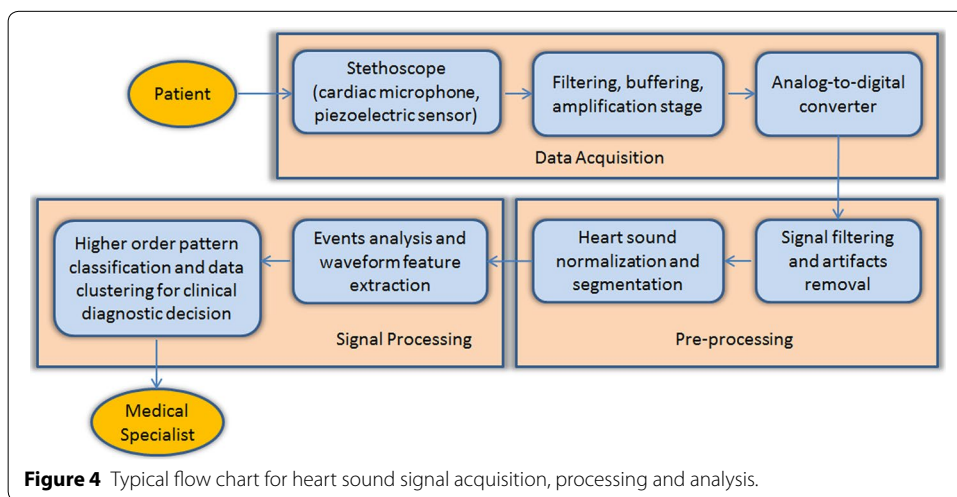 Patient
Stethoscope
(cardiac microphone,
piezoelectric sensor)
Filtering, buffering,
amplification stage
Analog-to-digital
converter
Data Acquisition
Signal filtering
and artifacts
removal
Heart sound
normalization and
segmentation
Pre-processing
Events analysis and
waveform feature
extraction
Higher order pattern
classification and data
clustering for clinical
diagnostic decision
Signal Processing
Medical
Specialist
Figure 4 Typical flow chart for heart sound signal acquisition, processing and analysis.